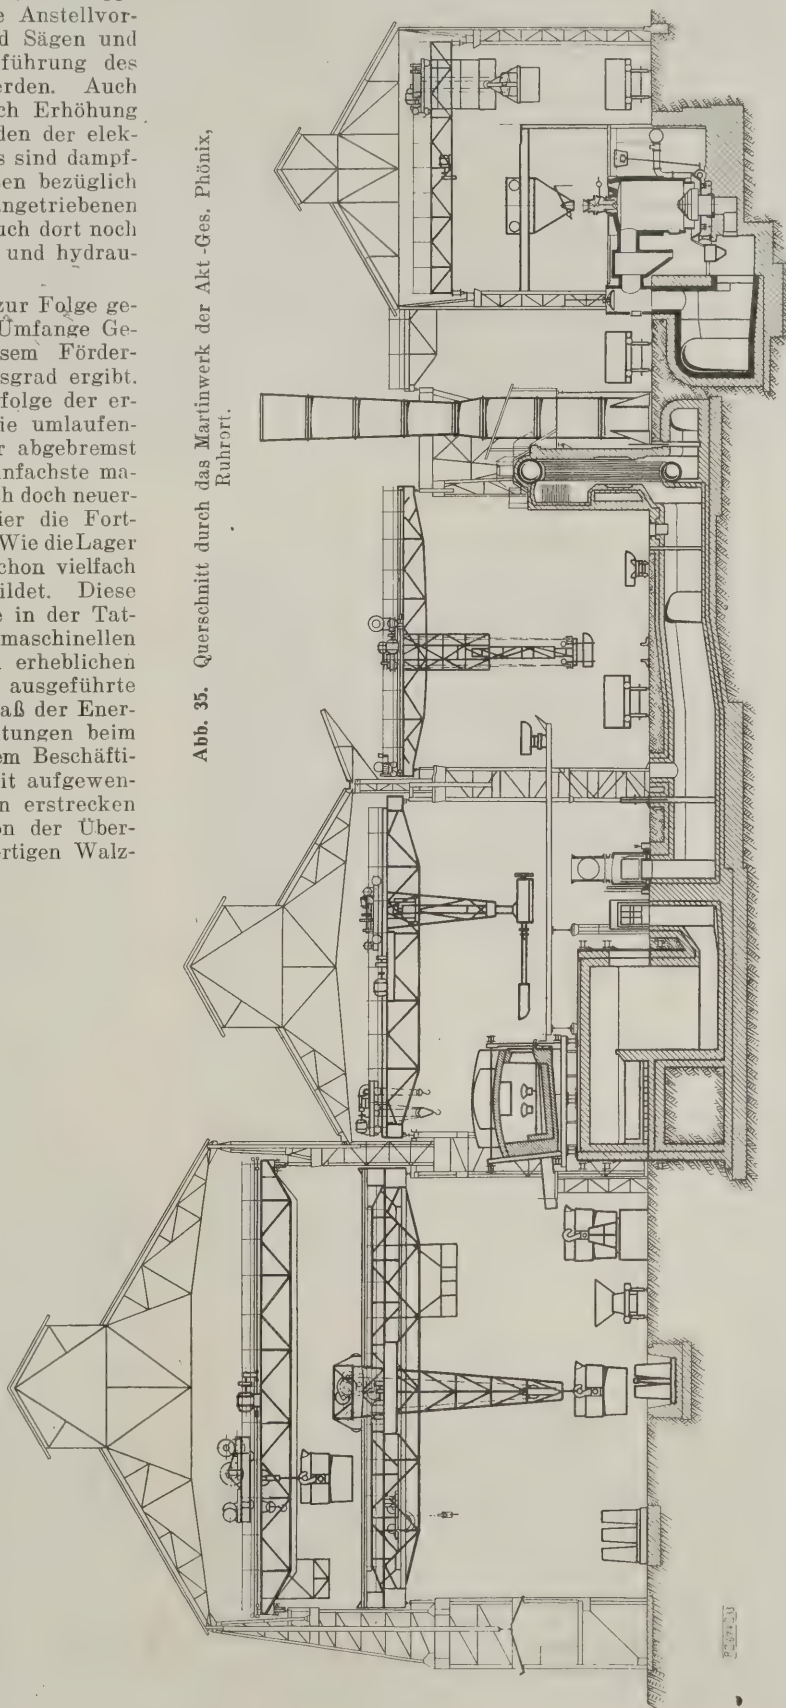 e Anstellvor-
d Sägen und
führung des
erden. Auch
ch Erhöhung
den der elek-
s sind dampf-
sen bezüglich
angetriebenen
uch dort noch
und hydrau-
zur Folge ge-
Umfange Ge-
sem Förder-
sgrad ergibt.
folge der er-
ie umlaufen-
r abgebremst
infachste ma-
ch doch neuer-
ier die Fort-
Wie die Lager
chon vielfach
ildet. Diese
e in der Tat-
maschinellen
erheblichen
ausgeführte
aß der Ener-
tungen beim
em Beschäfti-
it aufgewen-
n erstrecken
on der Über-
rtigen Walz-
Abb. 35. Querschnitt durch das Martinwerk der Akt-Ges. Phönix,
Ruhrort.